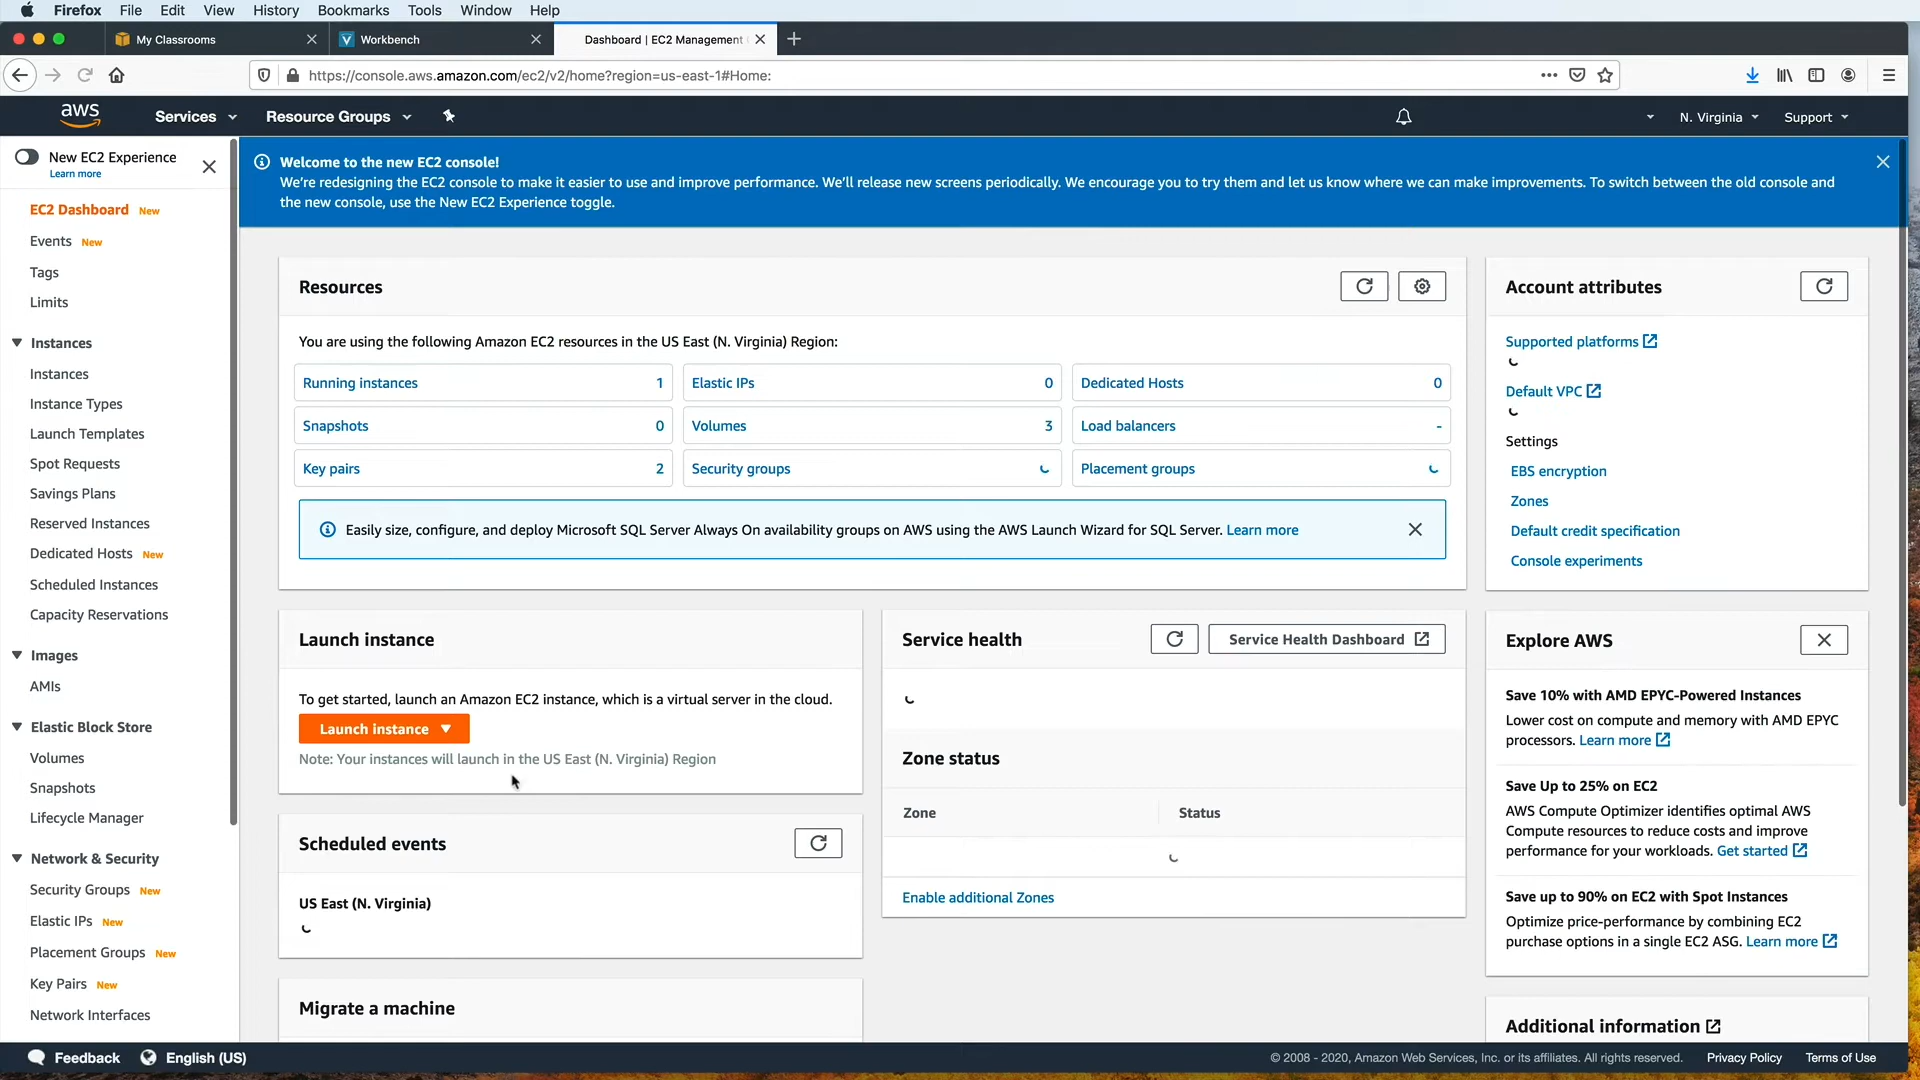 Firefox File Edit View History Bookmarks Tools Window Help
My Classrooms
Workbench
Dashboard | EC2 Management
https://console.aws.amazon.com/ec2/v2/home?region=us-east-1#Home:
aws Services Resource Groups N. Virginia Support
New EC2 Experience
Learn more
EC2 Dashboard New
Events New
Tags
Limits
Instances
Instances
Instance Types
Launch Templates
Spot Requests
Savings Plans
Reserved Instances
Dedicated Hosts New
Scheduled Instances
Capacity Reservations
Images
AMIs
Elastic Block Store
Volumes
Snapshots
Lifecycle Manager
Network & Security
Security Groups New
Elastic IPs New
Placement Groups New
Key Pairs New
Network Interfaces
Welcome to the new EC2 console!
We're redesigning the EC2 console to make it easier to use and improve performance. We'll release new screens periodically. We encourage you to try them and let us know where we can make improvements. To switch between the old console and
the new console, use the New EC2 Experience toggle.
Resources
You are using the following Amazon EC2 resources in the US East (N. Virginia) Region:
Running instances 1
Elastic IPs 0
Dedicated Hosts 0
Snapshots 0
Volumes 3
Load balancers -
Key pairs 2
Security groups
Placement groups
Easily size, configure, and deploy Microsoft SQL Server Always On availability groups on AWS using the AWS Launch Wizard for SQL Server. Learn more
Launch instance
To get started, launch an Amazon EC2 instance, which is a virtual server in the cloud.
Launch instance
Note: Your instances will launch in the US East (N. Virginia) Region
Scheduled events
US East (N. Virginia)
Migrate a machine
Service health
Service Health Dashboard
Zone status
Zone Status
Enable additional Zones
Account attributes
Supported platforms
Default VPC
Settings
EBS encryption
Zones
Default credit specification
Console experiments
Explore AWS
Save 10% with AMD EPYC-Powered Instances
Lower cost on compute and memory with AMD EPYC
processors. Learn more
Save Up to 25% on EC2
AWS Compute Optimizer identifies optimal AWS
Compute resources to reduce costs and improve
performance for your workloads. Get started
Save up to 90% on EC2 with Spot Instances
Optimize price-performance by combining EC2
purchase options in a single EC2 ASG. Learn more
Additional information
Feedback English (US)
© 2008 - 2020, Amazon Web Services, Inc. or its affiliates. All rights reserved. Privacy Policy Terms of Use